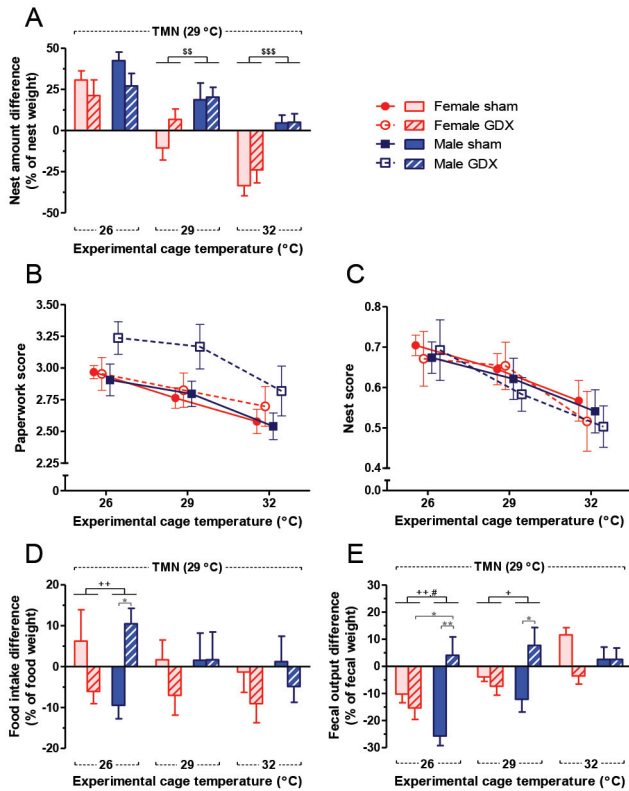 A
TMN (29 °C)
$$
$$$
50
25
0
-25
-50
Nest amount difference
(% of nest weight)
26
29
32
Experimental cage temperature (°C)
Female sham
Female GDX
Male sham
Male GDX
B
3.50
3.25
3.00
2.75
2.50
2.25
0
Paperwork score
26
29
32
Experimental cage temperature (°C)
C
0.8
0.7
0.6
0.5
0.4
0.0
Nest score
26
29
32
Experimental cage temperature (°C)
D
TMN (29 °C)
++
*
20
10
0
-10
-20
Food intake difference
(% of food weight)
26
29
32
Experimental cage temperature (°C)
E
TMN (29 °C)
++,#
+
*
**
*
30
20
10
0
-10
-20
-30
Fecal output difference
(% of fecal weight)
26
29
32
Experimental cage temperature (°C)